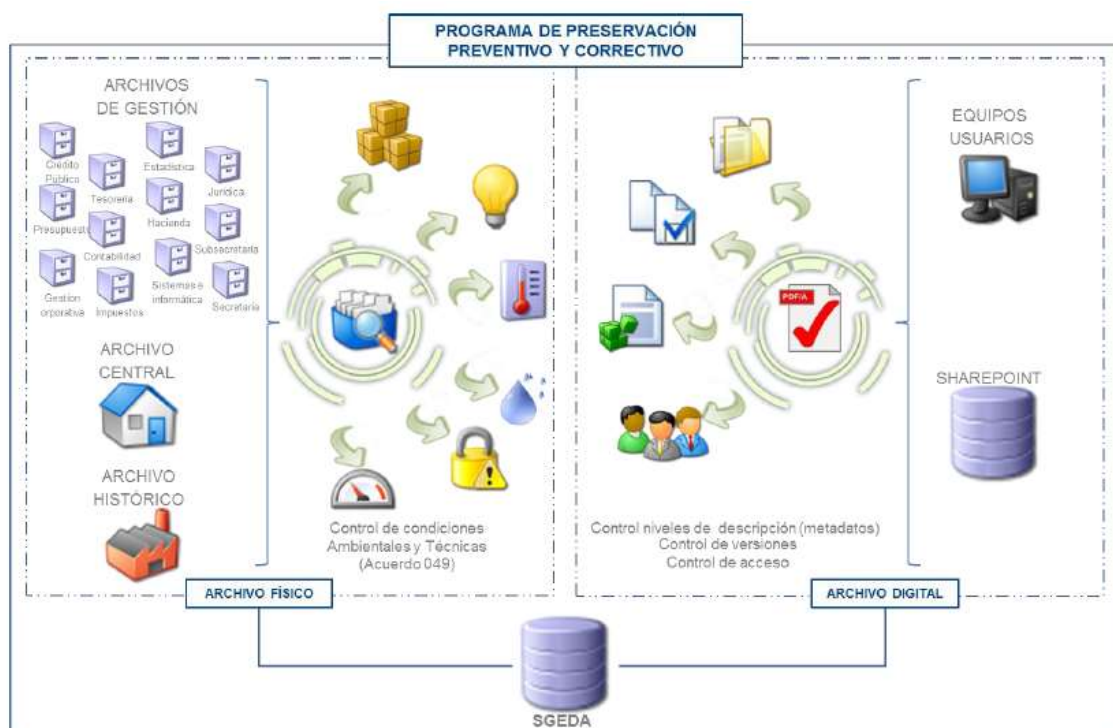 PROGRAMA DE PRESERVACIÓN
PREVENTIVO Y CORRECTIVO
ARCHIVOS
DE GESTIÓN
Crédito
Público
Tesorería
Estadística
Jurídica
Presupuesto
Contabilidad
Hacienda
Subsecretaría
Gestión
orporativa
Impuestos
Sistemas e
informática
Secretaría
ARCHIVO
CENTRAL
ARCHIVO
HISTÓRICO
Control de condiciones
Ambientales y Técnicas
(Acuerdo 049)
ARCHIVO FÍSICO
PDF/A
Control niveles de descripción (metadatos)
Control de versiones
Control de acceso
EQUIPOS
USUARIOS
SHAREPOINT
ARCHIVO DIGITAL
SGEDA